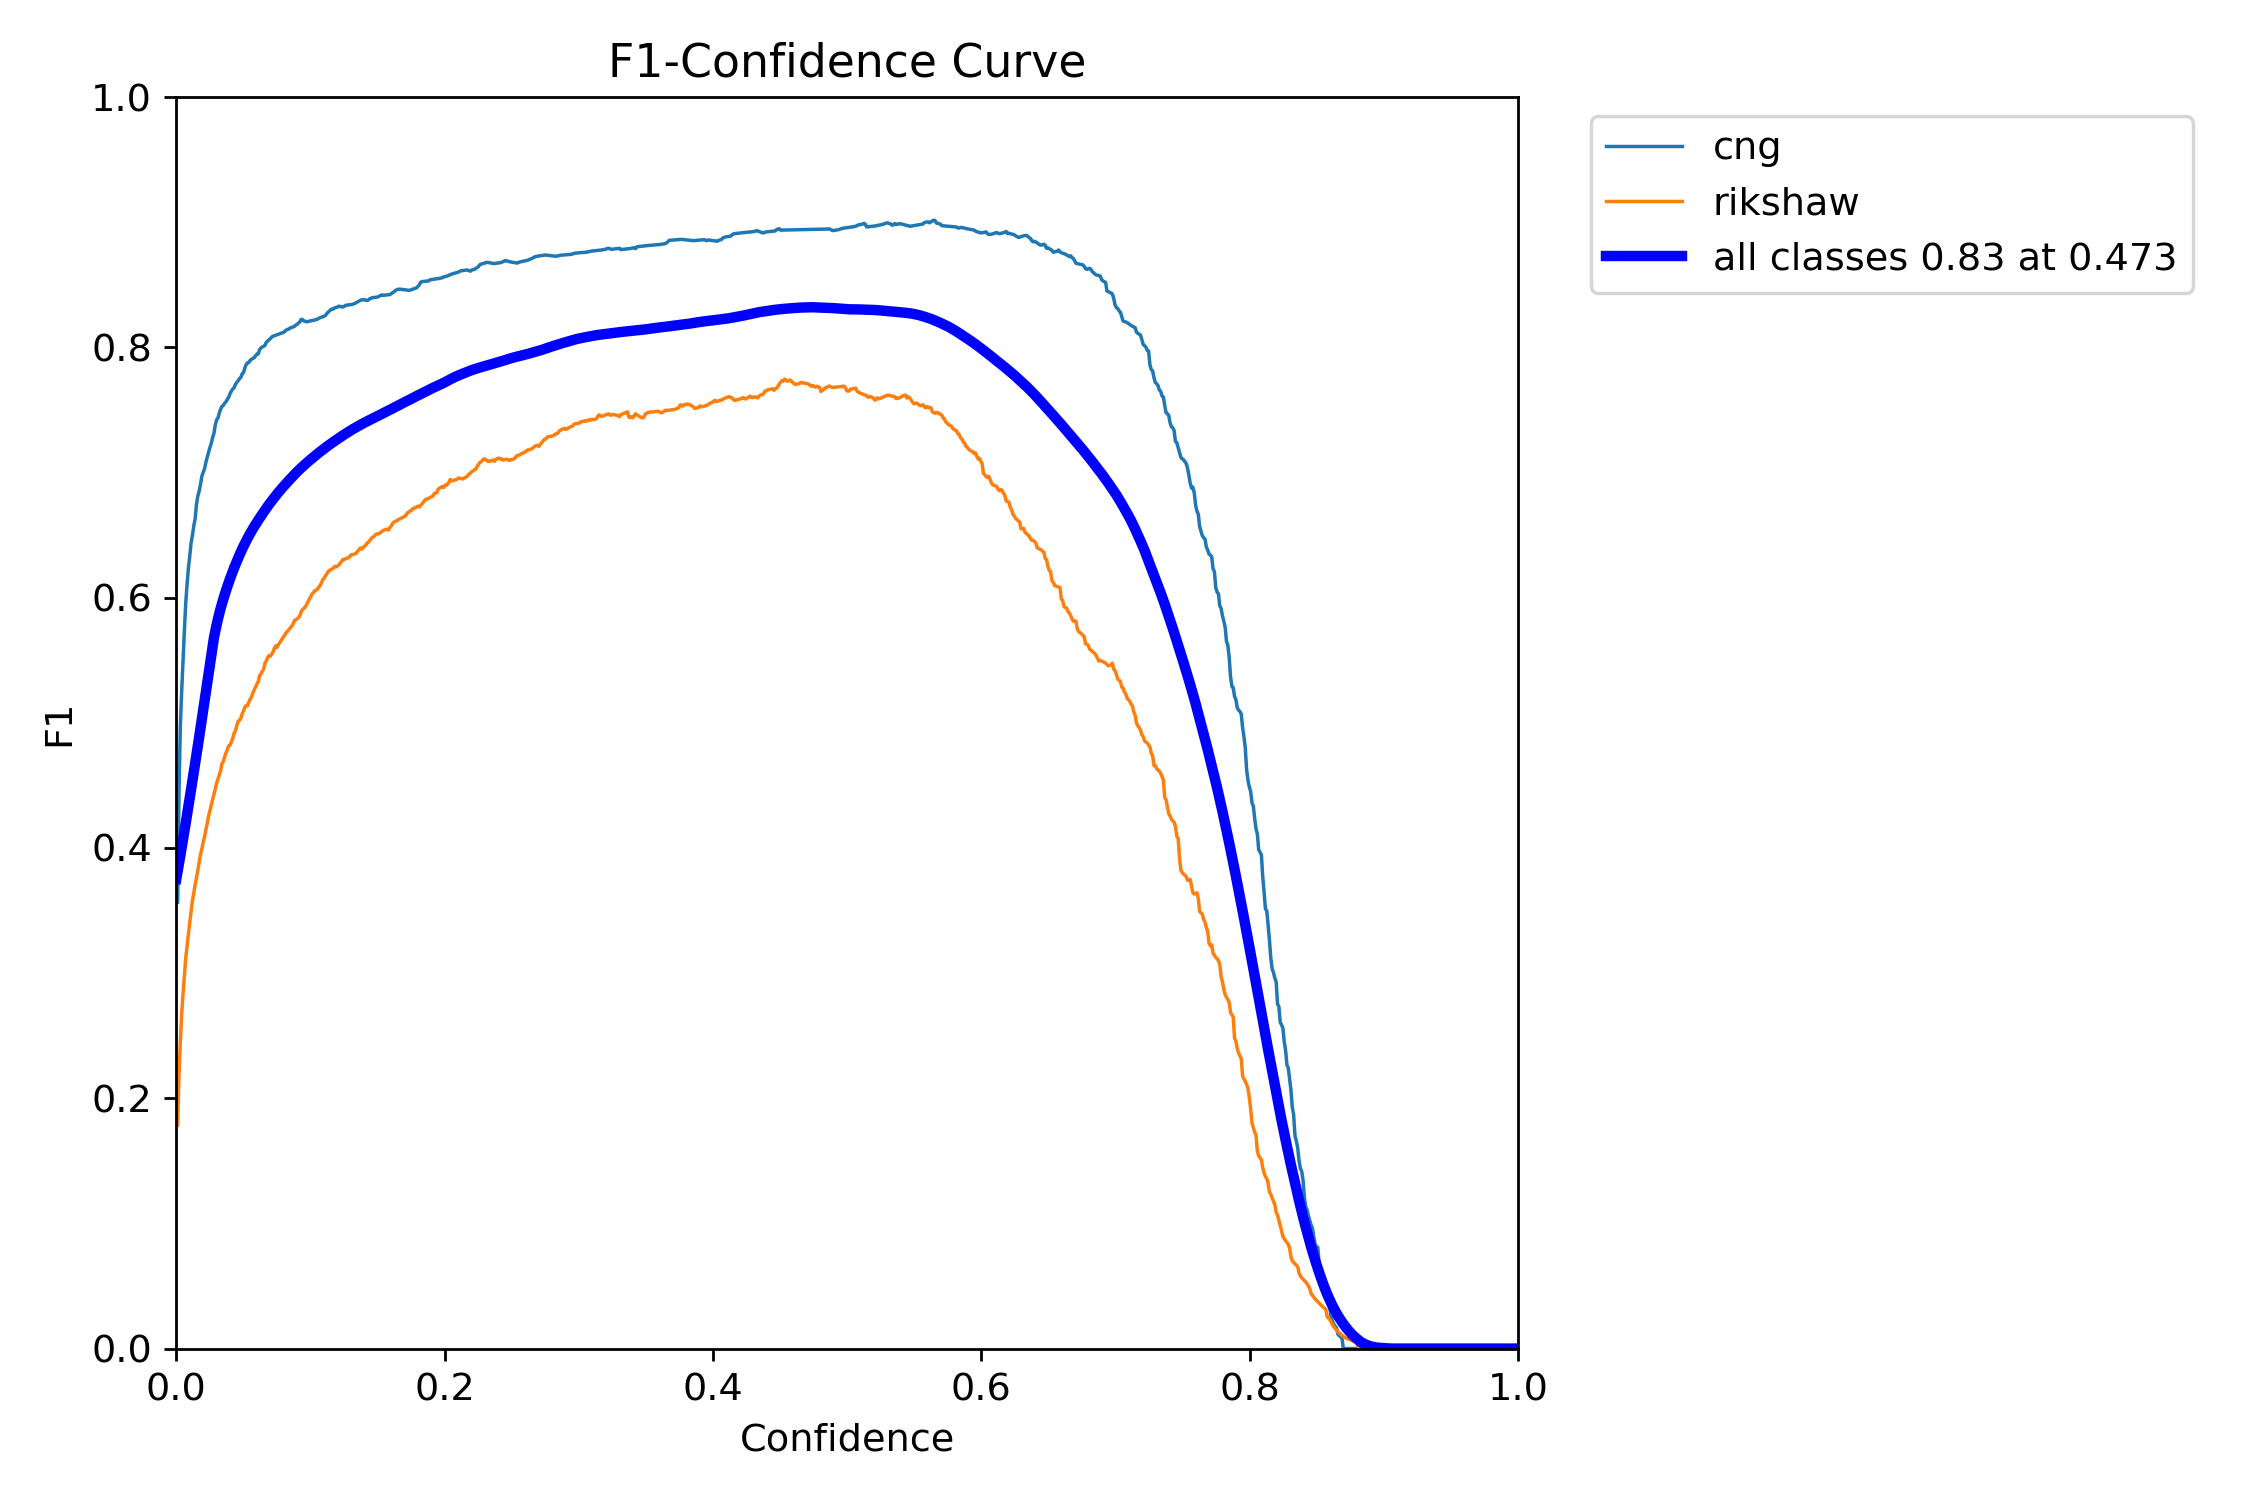 F1-Confidence Curve
1.0
0.8
0.6
0.4
0.2
0.0
F1
0.0 0.2 0.4 0.6 0.8 1.0
Confidence
cng
rikshaw
all classes 0.83 at 0.473